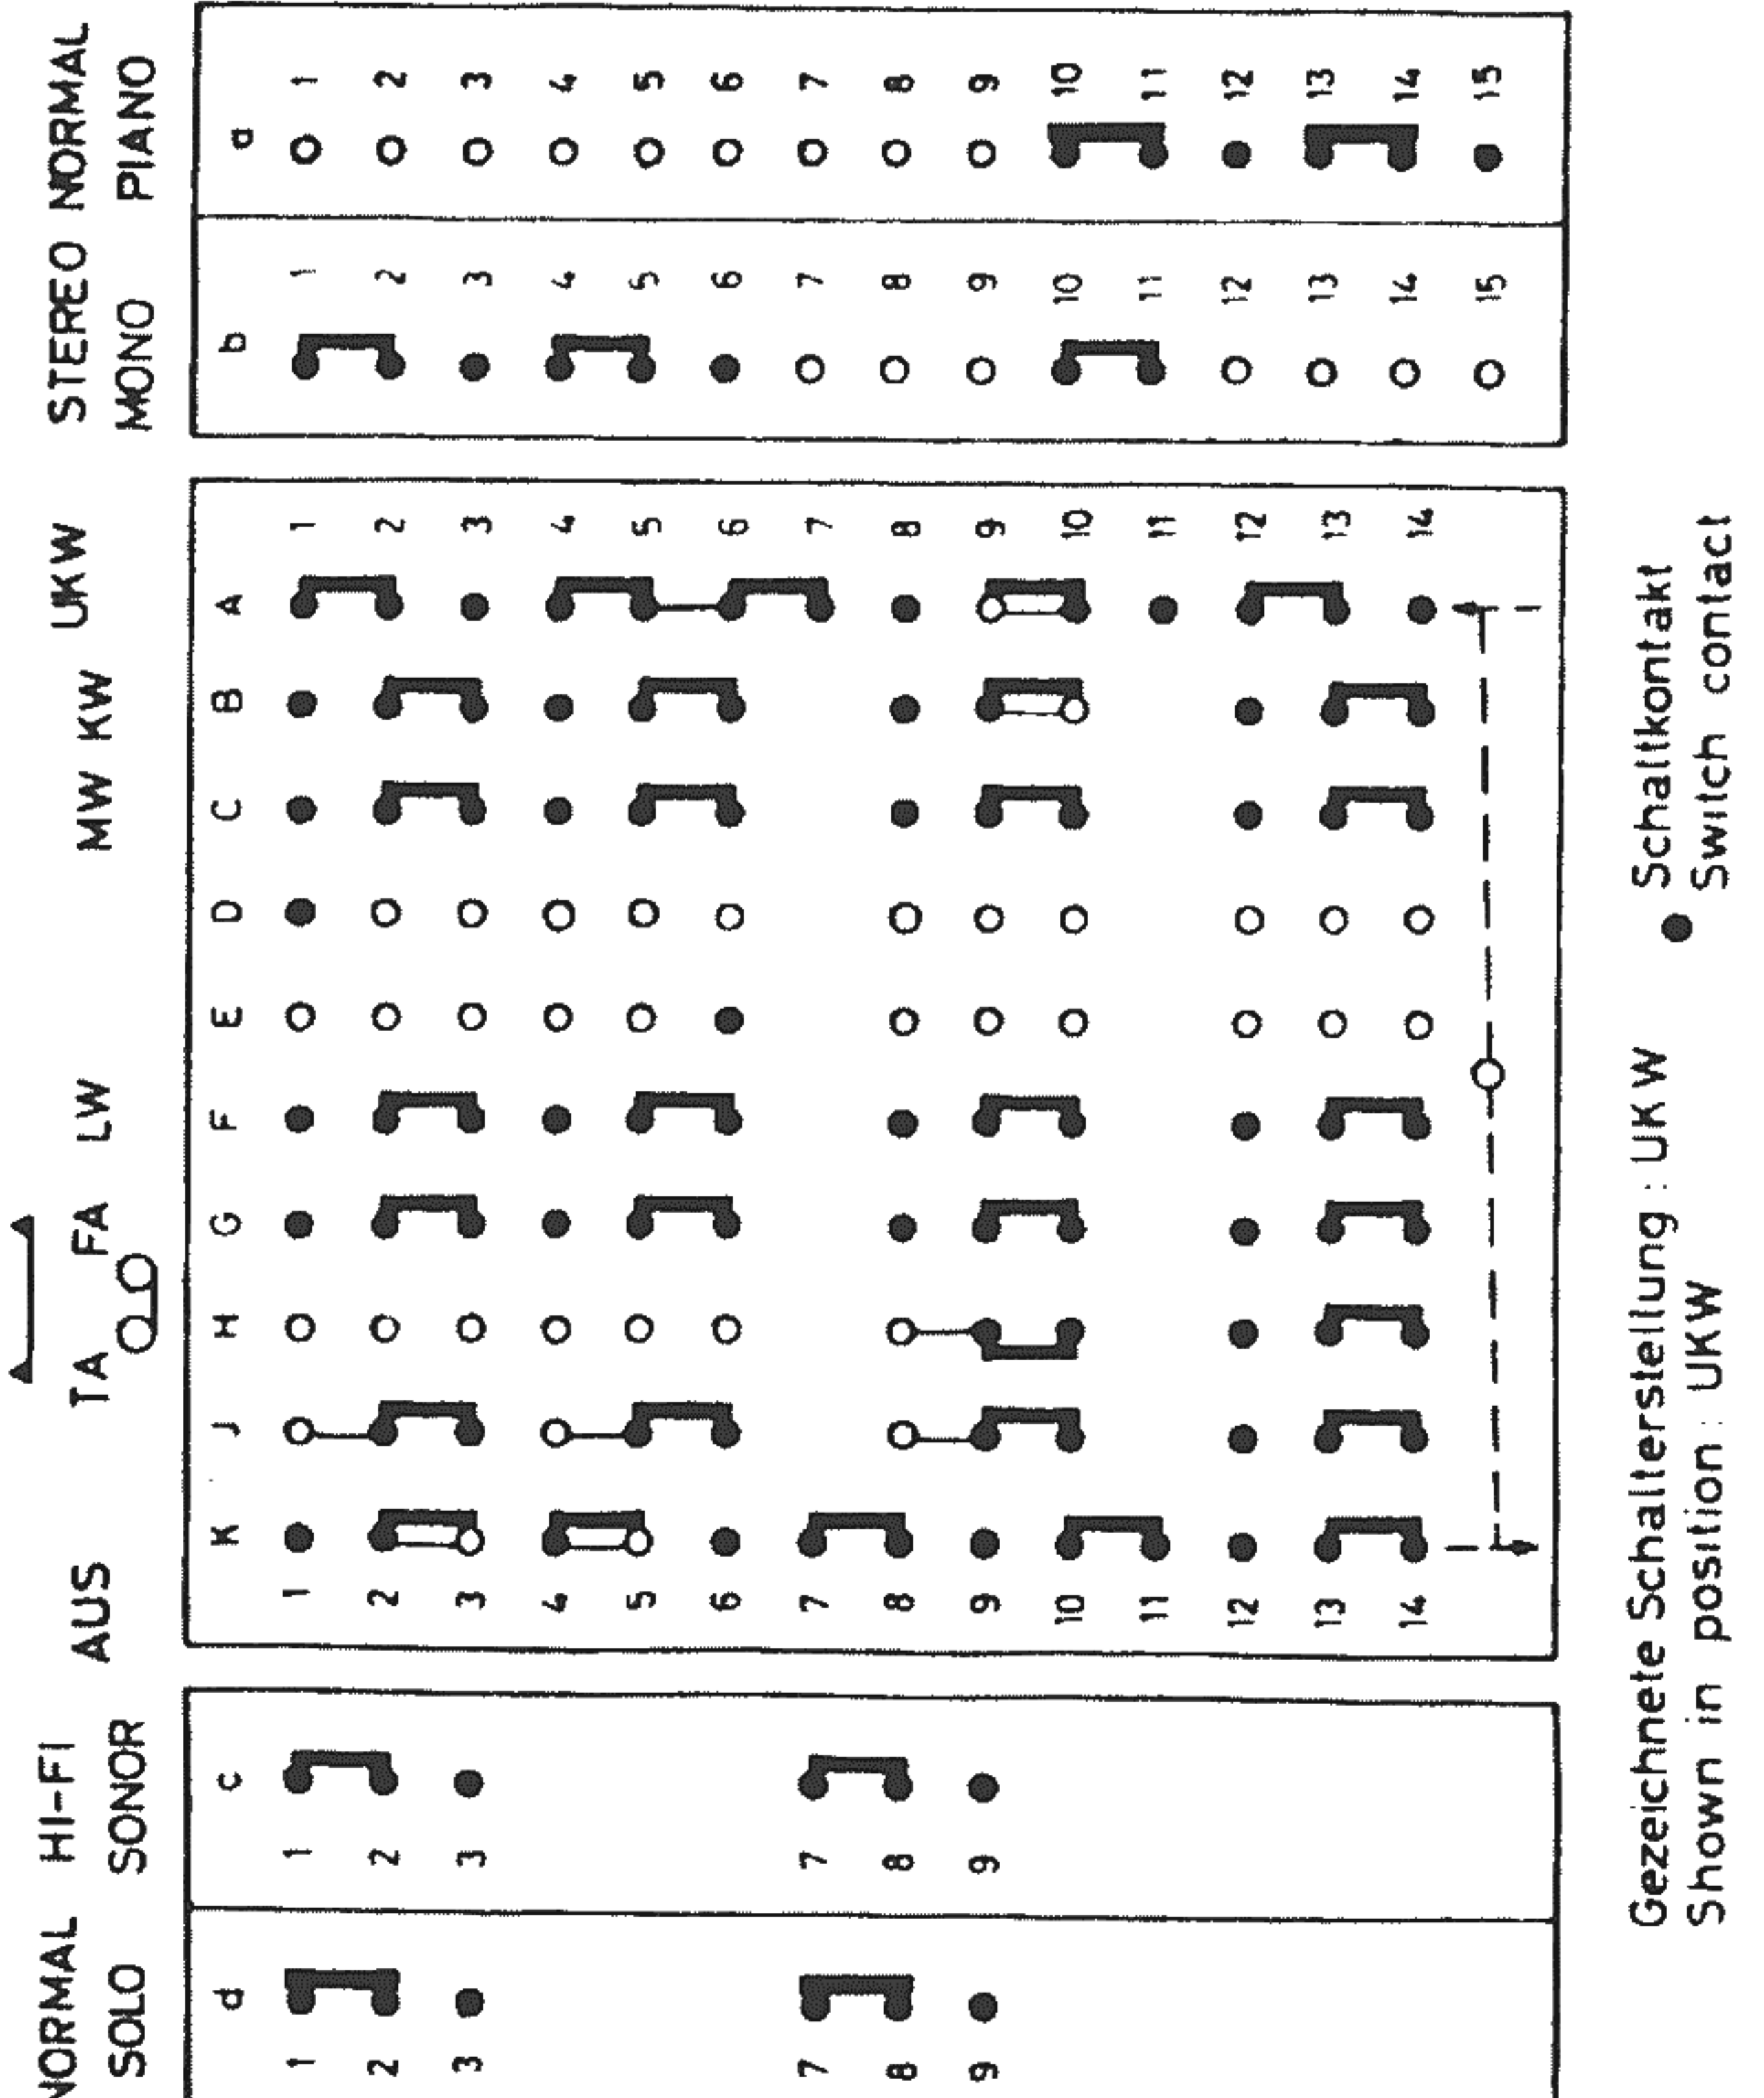 NORMAL HI-FI AUS TA FA LW MW KW UKW STEREO NORMAL
SOLO SONOR MONO PIANO
d c K J H G F E D C B A b a
1 1 1 1 1 1
2 2 2 2 2 2
3 3 3 3 3 3
4 4 4 4
5 5 5 5
6 6 6 6
7 7 7 7 7 7
8 8 8 8 8 8
9 9 9 9 9 9
10 10 10 10
11 11 11 11
12 12 12 12
13 13 13 13
14 14 14 14
15 15
Gezeichnete Schalterstellung : UKW Schaltkontakt
Shown in position : UKW Switch contact